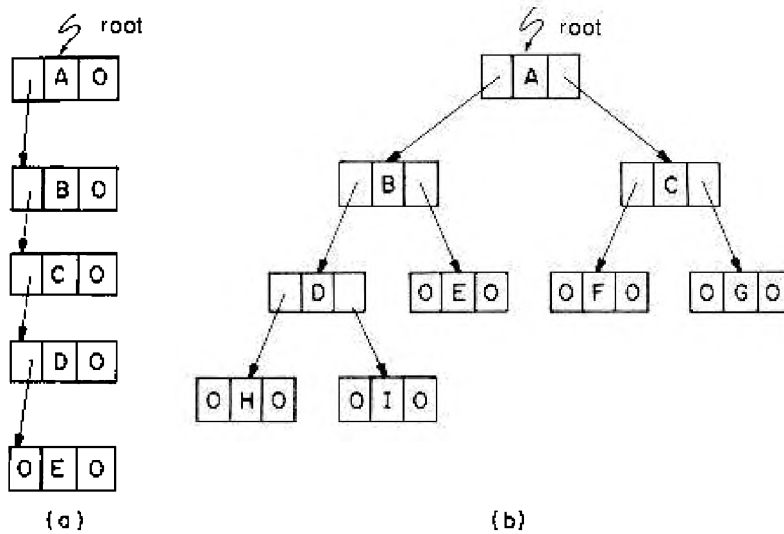 root
A O
B O
C O
D O
O E O
(a)
root
A
B
C
D
O E O
O F O
O G O
O H O
O I O
(b)